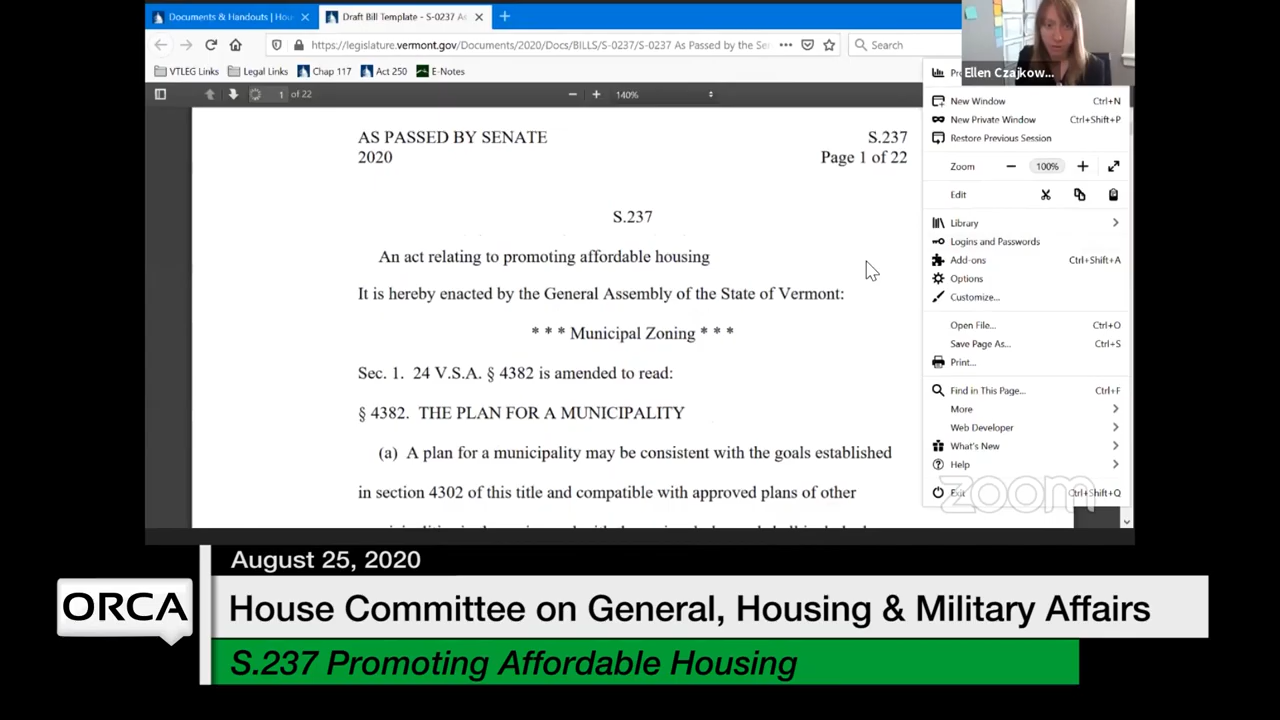 Documents & Handouts | Hou
Draft Bill Template - S-0237 As
https://legislature.vermont.gov/Documents/2020/Docs/BILLS/S-0237/S-0237 As Passed by the Se
Search
VTLEG Links
Legal Links
Chap 117
Act 250
E-Notes
1 of 22
140%
Ellen Czajkow...
New Window Ctrl+N
New Private Window Ctrl+Shift+P
Restore Previous Session
Zoom 100%
Edit
Library
Logins and Passwords
Add-ons Ctrl+Shift+A
Options
Customize...
Open File... Ctrl+O
Save Page As... Ctrl+S
Print...
Find in This Page... Ctrl+F
More
Web Developer
What's New
Help
Ctrl+Shift+Q
zoom
AS PASSED BY SENATE S.237
2020 Page 1 of 22
S.237
An act relating to promoting affordable housing
It is hereby enacted by the General Assembly of the State of Vermont:
* * * Municipal Zoning * * *
Sec. 1. 24 V.S.A. § 4382 is amended to read:
§ 4382. THE PLAN FOR A MUNICIPALITY
(a) A plan for a municipality may be consistent with the goals established
in section 4302 of this title and compatible with approved plans of other
August 25, 2020
ORCA
House Committee on General, Housing & Military Affairs
S.237 Promoting Affordable Housing